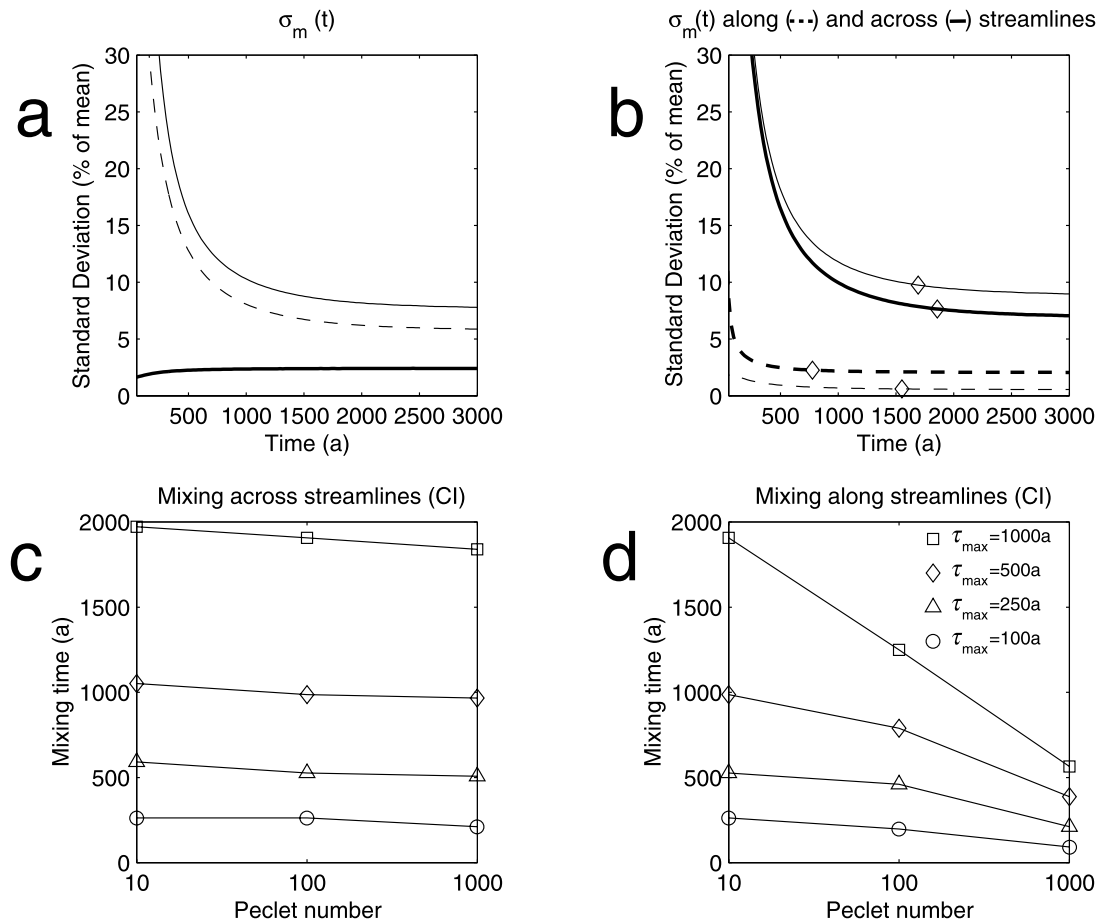 σm (t)
a
Standard Deviation (% of mean)
30
25
20
15
10
5
0
500 1000 1500 2000 2500 3000
Time (a)
σm(t) along (---) and across (—) streamlines
b
Standard Deviation (% of mean)
30
25
20
15
10
5
0
500 1000 1500 2000 2500 3000
Time (a)
Mixing across streamlines (CI)
c
Mixing time (a)
2000
1500
1000
500
0
10 100 1000
Peclet number
Mixing along streamlines (CI)
d
Mixing time (a)
2000
1500
1000
500
0
τmax=1000a
τmax=500a
τmax=250a
τmax=100a
10 100 1000
Peclet number